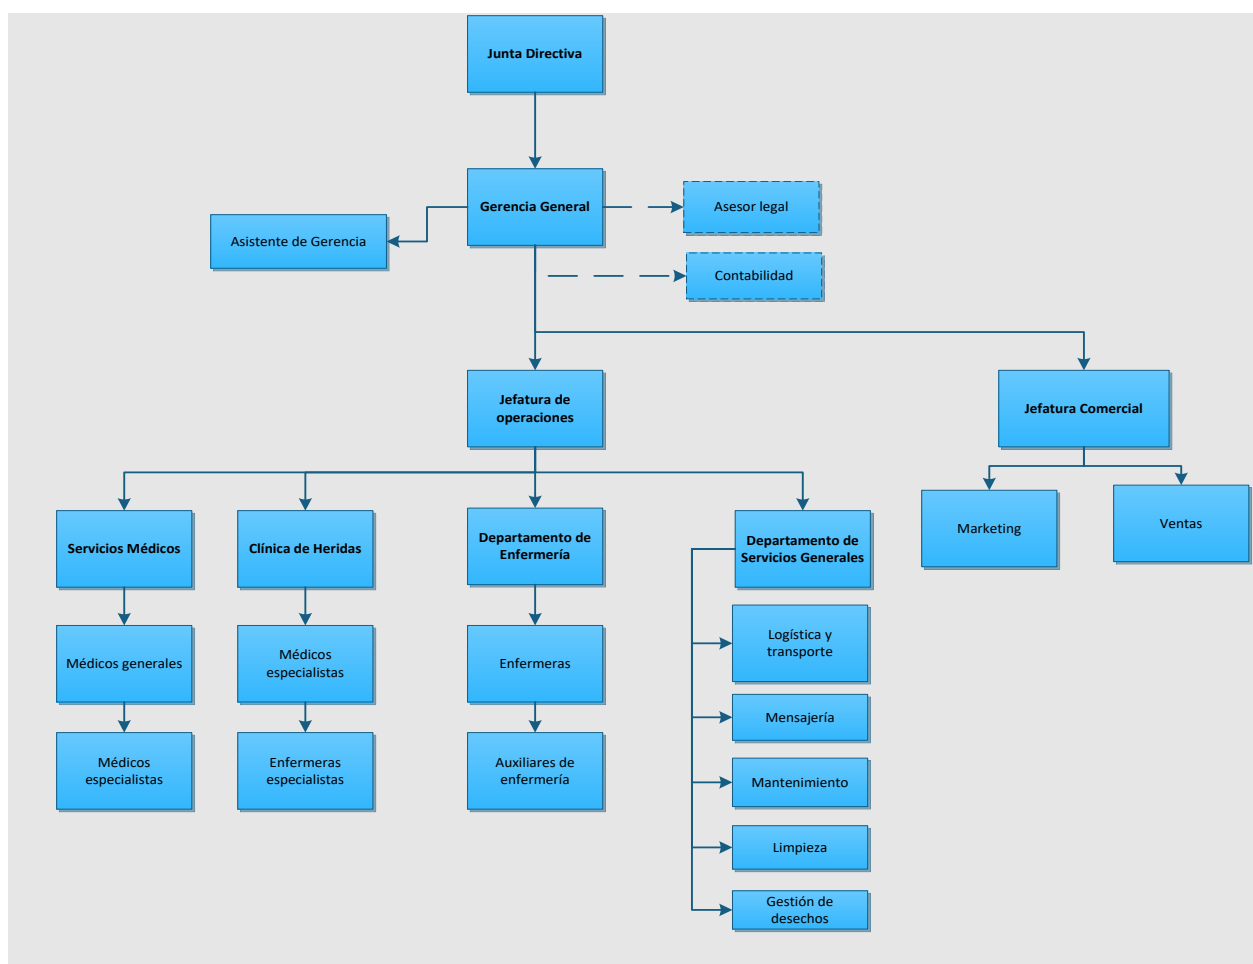 Junta Directiva
Gerencia General
Asesor legal
Asistente de Gerencia
Contabilidad
Jefatura de
operaciones
Jefatura Comercial
Servicios Médicos
Clínica de Heridas
Departamento de
Enfermería
Departamento de
Servicios Generales
Marketing
Ventas
Médicos generales
Médicos
especialistas
Enfermeras
Logística y
transporte
Mensajería
Médicos
especialistas
Enfermeras
especialistas
Auxiliares de
enfermería
Mantenimiento
Limpieza
Gestión de
desechos